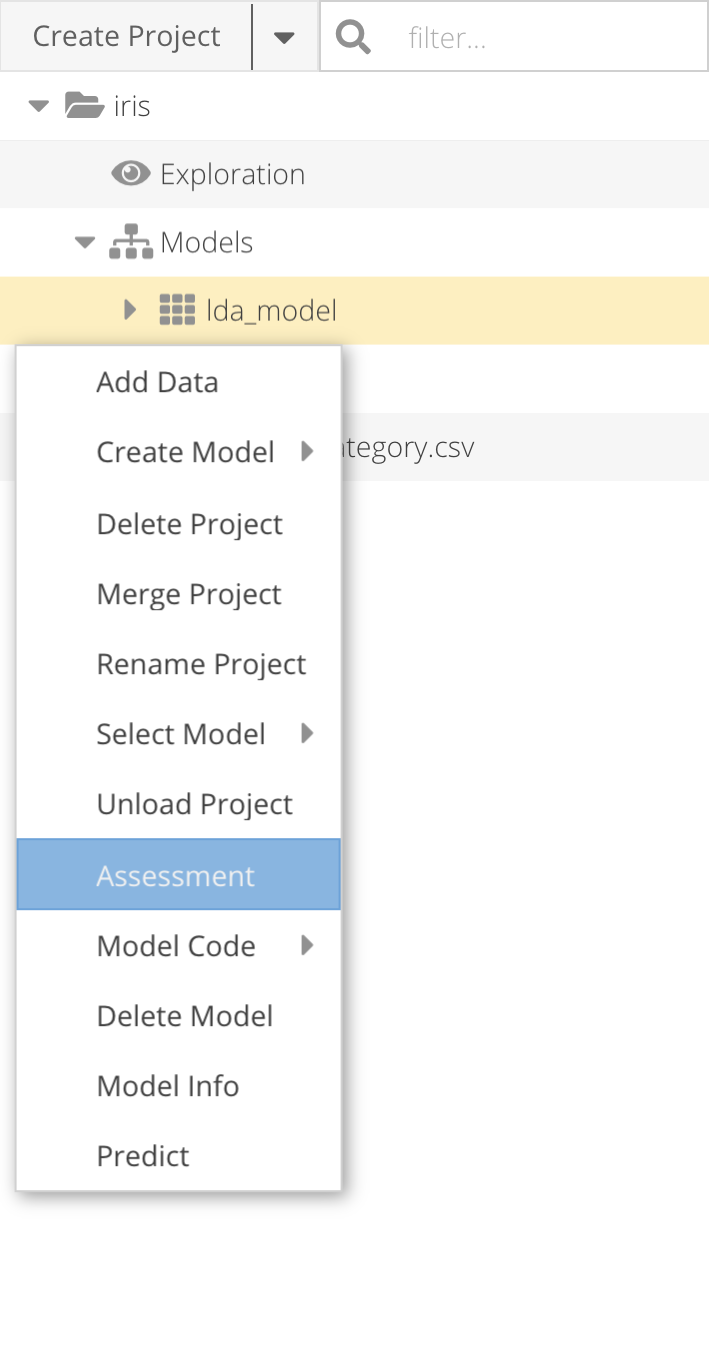 Create Project
filter...
iris
Exploration
Models
lda_model
Add Data
Create Model
ategory.csv
Delete Project
Merge Project
Rename Project
Select Model
Unload Project
Assessment
Model Code
Delete Model
Model Info
Predict